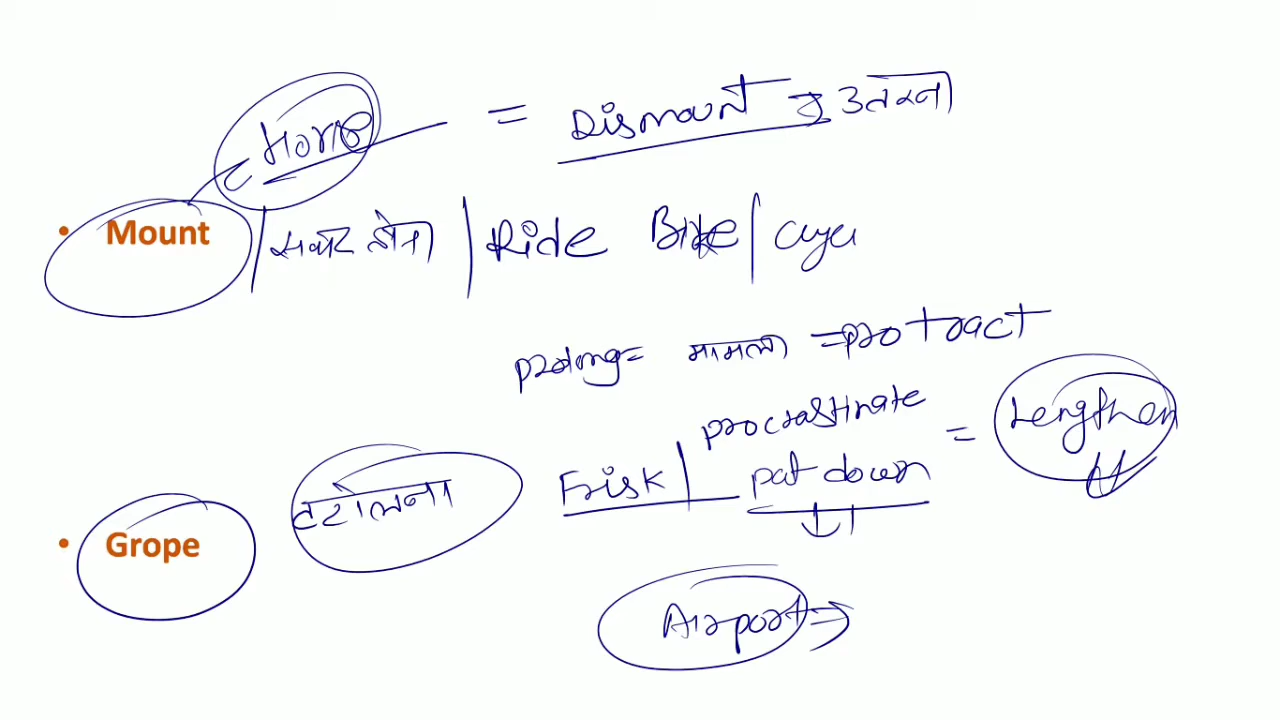 Horse = Dismount उतरना
• Mount | सवार होना | Ride Bike |
prolong = मामला = protract
procrastinate = Lengthen
• Grope टटोलना Frisk | pat down
Airport →